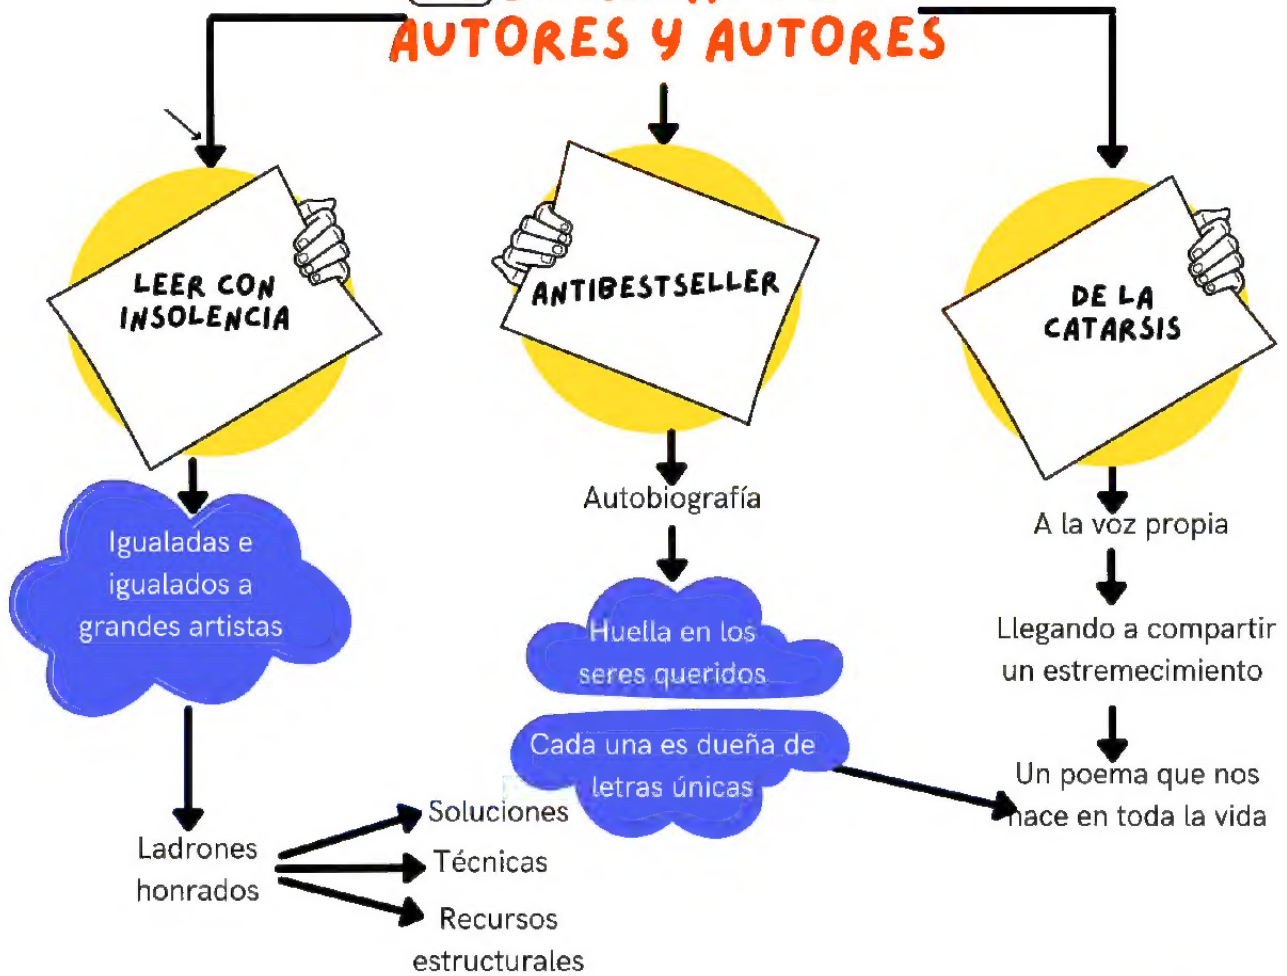 AUTORES Y AUTORES
LEER CON
INSOLENCIA
ANTIBESTSELLER
DE LA
CATARSIS
Igualadas e
igualados a
grandes artistas
Ladrones
honrados
Soluciones
Técnicas
Recursos
estructurales
Autobiografía
Huella en los
seres queridos
Cada una es dueña de
letras únicas
A la voz propia
Llegando a compartir
un estremecimiento
Un poema que nos
nace en toda la vida